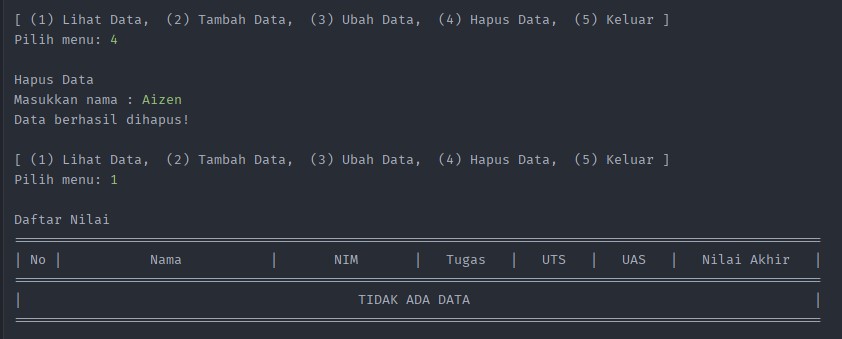 [ (1) Lihat Data,  (2) Tambah Data,  (3) Ubah Data,  (4) Hapus Data,  (5) Keluar ]
Pilih menu: 4
Hapus Data
Masukkan nama : Aizen
Data berhasil dihapus!
[ (1) Lihat Data,  (2) Tambah Data,  (3) Ubah Data,  (4) Hapus Data,  (5) Keluar ]
Pilih menu: 1
Daftar Nilai
| No | Nama | NIM | Tugas | UTS | UAS | Nilai Akhir |
| TIDAK ADA DATA |